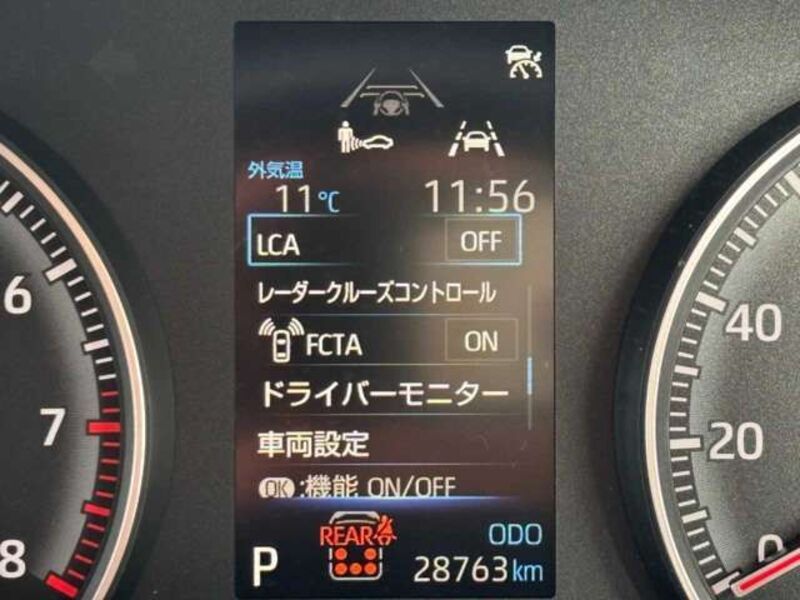 外気温
11℃ 11:56
LCA OFF
レーダークルーズコントロール
FCTA ON
ドライバーモニター
車両設定
OK:機能 ON/OFF
REAR
ODO
P 28763km
6
7
8
40
20
0